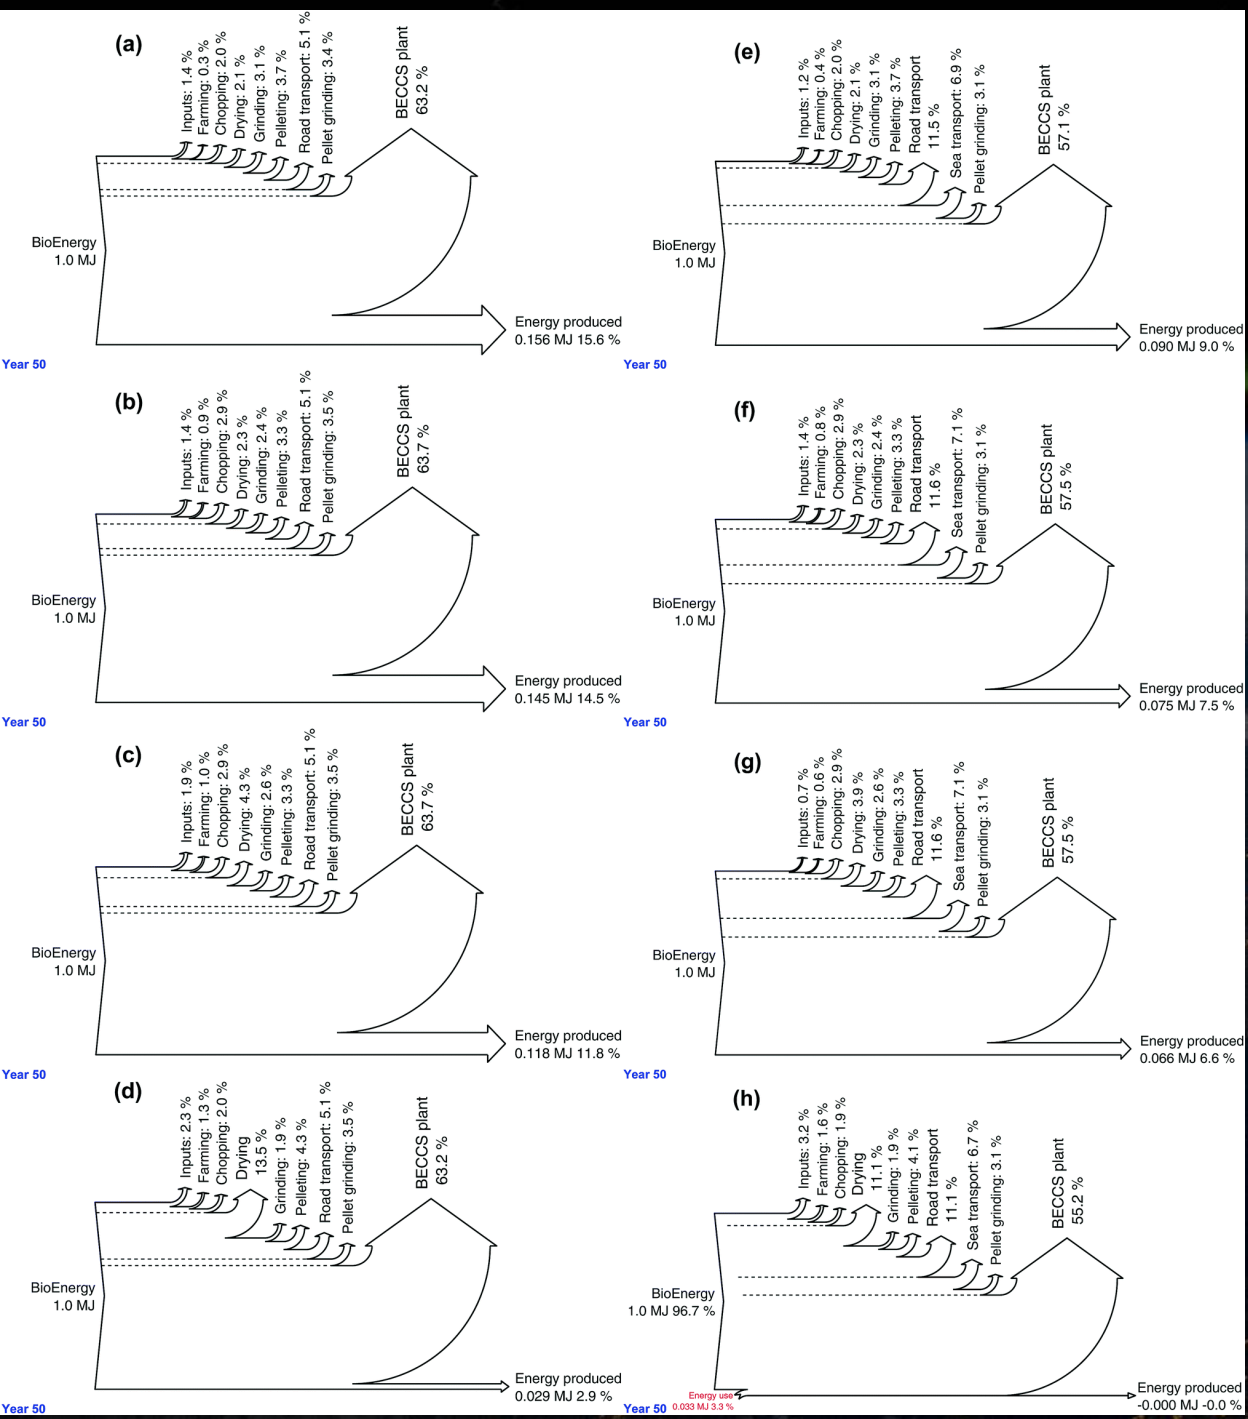 (a)
Inputs: 1.4 %
Farming: 0.3 %
Chopping: 2.0 %
Drying: 2.1 %
Grinding: 3.1 %
Pelleting: 3.7 %
Road transport: 5.1 %
Pellet grinding: 3.4 %
BECCS plant
63.2 %
BioEnergy
1.0 MJ
Energy produced
0.156 MJ 15.6 %
Year 50
(b)
Inputs: 1.4 %
Farming: 0.9 %
Chopping: 2.9 %
Drying: 2.3 %
Grinding: 2.4 %
Pelleting: 3.3 %
Road transport: 5.1 %
Pellet grinding: 3.5 %
BECCS plant
63.7 %
BioEnergy
1.0 MJ
Energy produced
0.145 MJ 14.5 %
Year 50
(c)
Inputs: 1.9 %
Farming: 1.0 %
Chopping: 2.9 %
Drying: 4.3 %
Grinding: 2.6 %
Pelleting: 3.3 %
Road transport: 5.1 %
Pellet grinding: 3.5 %
BECCS plant
63.7 %
BioEnergy
1.0 MJ
Energy produced
0.118 MJ 11.8 %
Year 50
(d)
Inputs: 2.3 %
Farming: 1.3 %
Chopping: 2.0 %
Drying
13.5 %
Grinding: 1.9 %
Pelleting: 4.3 %
Road transport: 5.1 %
Pellet grinding: 3.5 %
BECCS plant
63.2 %
BioEnergy
1.0 MJ
Energy produced
0.029 MJ 2.9 %
Year 50
(e)
Inputs: 1.2 %
Farming: 0.4 %
Chopping: 2.0 %
Drying: 2.1 %
Grinding: 3.1 %
Pelleting: 3.7 %
Road transport
11.5 %
Sea transport: 6.9 %
Pellet grinding: 3.1 %
BECCS plant
57.1 %
BioEnergy
1.0 MJ
Energy produced
0.090 MJ 9.0 %
Year 50
(f)
Inputs: 1.4 %
Farming: 0.8 %
Chopping: 2.9 %
Drying: 2.3 %
Grinding: 2.4 %
Pelleting: 3.3 %
Road transport
11.6 %
Sea transport: 7.1 %
Pellet grinding: 3.1 %
BECCS plant
57.5 %
BioEnergy
1.0 MJ
Energy produced
0.075 MJ 7.5 %
Year 50
(g)
Inputs: 0.7 %
Farming: 0.6 %
Chopping: 2.9 %
Drying: 3.9 %
Grinding: 2.6 %
Pelleting: 3.3 %
Road transport
11.6 %
Sea transport: 7.1 %
Pellet grinding: 3.1 %
BECCS plant
57.5 %
BioEnergy
1.0 MJ
Energy produced
0.066 MJ 6.6 %
Year 50
(h)
Inputs: 3.2 %
Farming: 1.6 %
Chopping: 1.9 %
Drying
11.1 %
Grinding: 1.9 %
Pelleting: 4.1 %
Road transport
11.1 %
Sea transport: 6.7 %
Pellet grinding: 3.1 %
BECCS plant
55.2 %
BioEnergy
1.0 MJ 96.7 %
Energy use
0.033 MJ 3.3 %
Energy produced
-0.000 MJ -0.0 %
Year 50